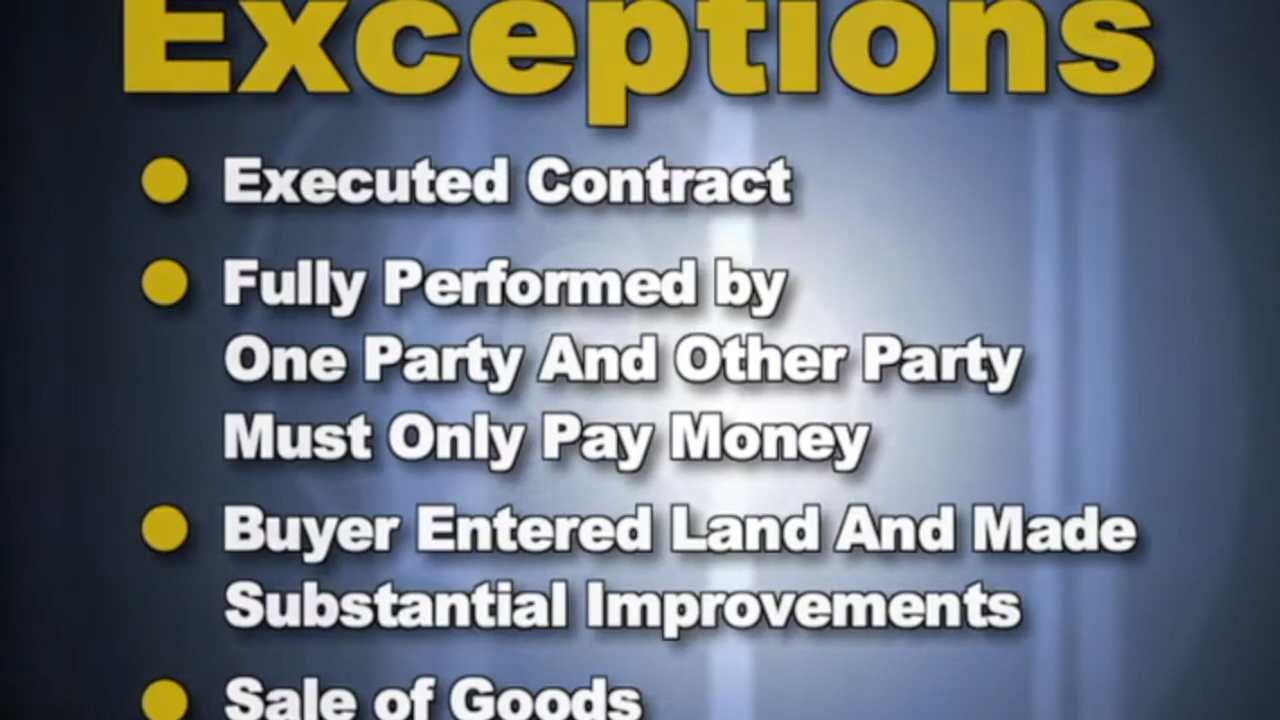 Exceptions
Executed Contract
Fully Performed by
One Party And Other Party
Must Only Pay Money
Buyer Entered Land And Made
Substantial Improvements
Sale of Goods